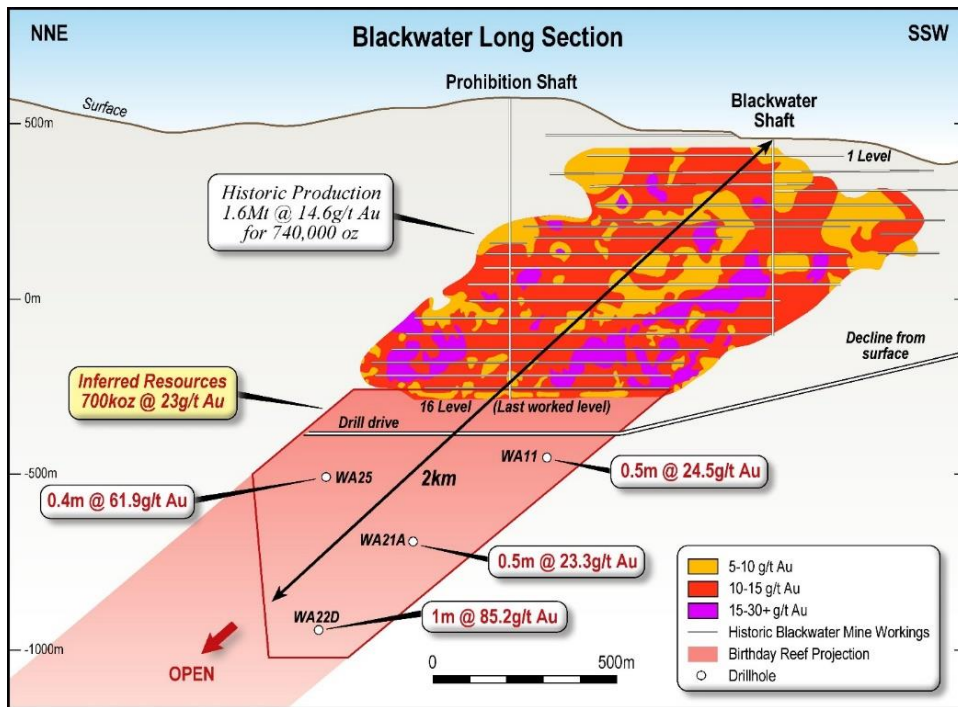 NNE
Blackwater Long Section
SSW
Prohibition Shaft
Blackwater
Shaft
Surface
500m
1 Level
Historic Production
1.6Mt @ 14.6g/t Au
for 740,000 oz
0m
Decline from
surface
Inferred Resources
700koz @ 23g/t Au
16 Level (Last worked level)
Drill drive
-500m
WA11
0.5m @ 24.5g/t Au
WA25
2km
0.4m @ 61.9g/t Au
WA21A
0.5m @ 23.3g/t Au
WA22D
1m @ 85.2g/t Au
-1000m
OPEN
0
500m
5-10 g/t Au
10-15 g/t Au
15-30+ g/t Au
Historic Blackwater Mine Workings
Birthday Reef Projection
Drillhole